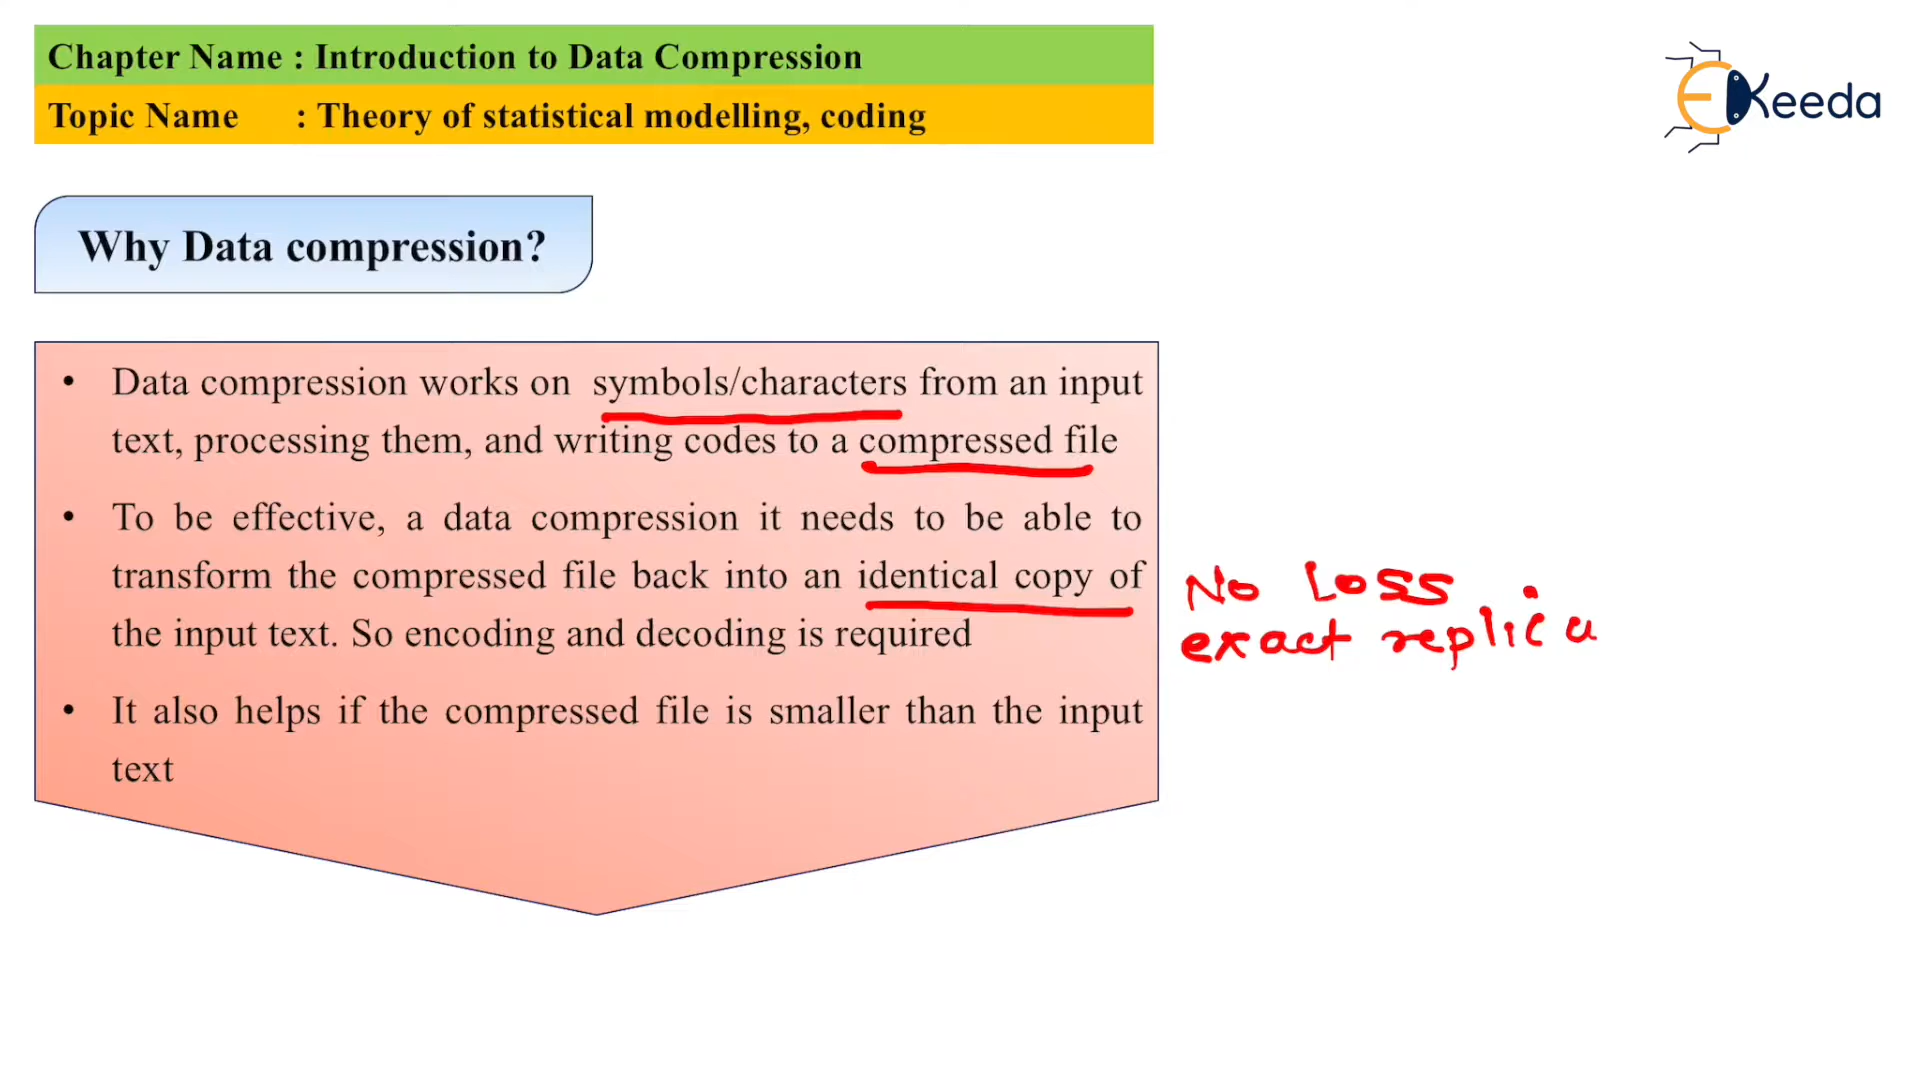 Chapter Name : Introduction to Data Compression
Topic Name : Theory of statistical modelling, coding
EKeeda
Why Data compression?
• Data compression works on symbols/characters from an input
text, processing them, and writing codes to a compressed file
• To be effective, a data compression it needs to be able to
transform the compressed file back into an identical copy of
the input text. So encoding and decoding is required
• It also helps if the compressed file is smaller than the input
text
No Loss
exact replica